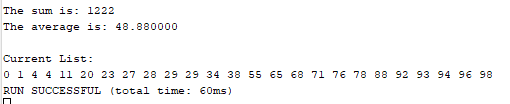 The sum is: 1222
The average is: 48.880000
Current List:
0 1 4 4 11 20 23 27 28 29 29 34 38 55 65 68 71 76 78 88 92 93 94 96 98
RUN SUCCESSFUL (total time: 60ms)